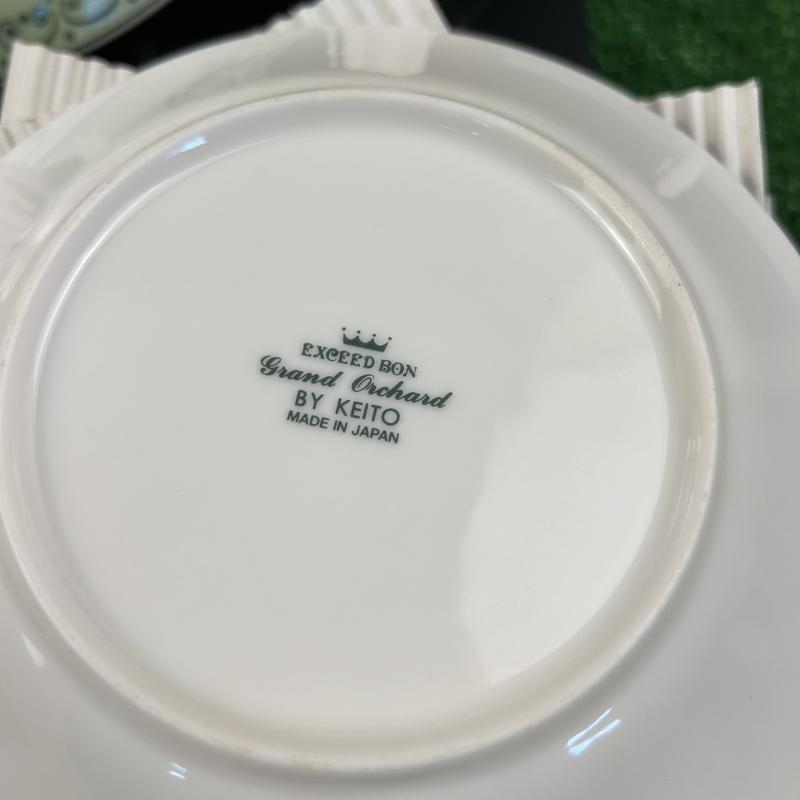 EXCEED BON
Grand Orchard
BY KEITO
MADE IN JAPAN